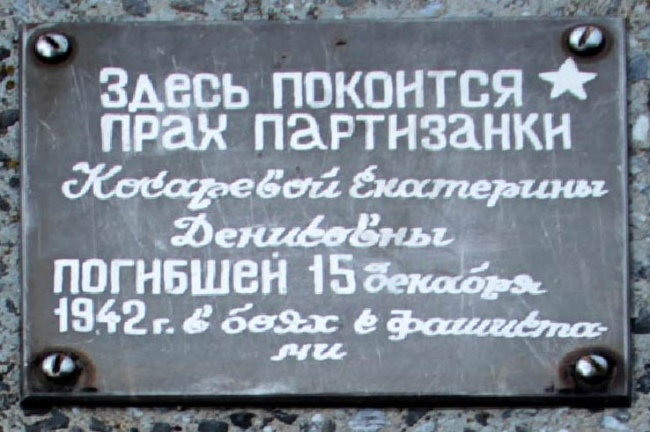 Здесь покоится
прах партизанки
Косаревой Екатерины
Денисовны
погибшей 15 декабря
1942 г. в боях с фашиста-
ми